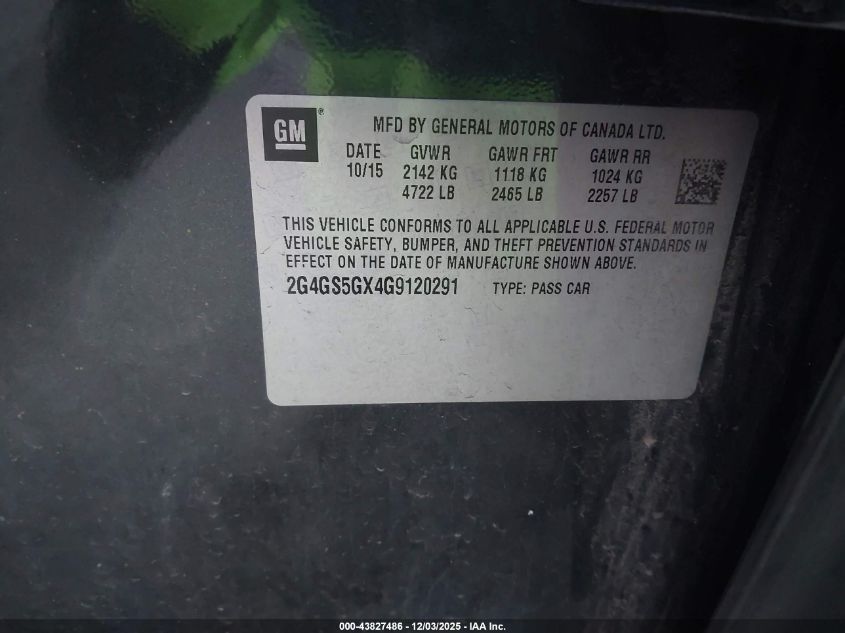 GM ®
MFD BY GENERAL MOTORS OF CANADA LTD.
DATE GVWR GAWR FRT GAWR RR
10/15 2142 KG 1118 KG 1024 KG
4722 LB 2465 LB 2257 LB
THIS VEHICLE CONFORMS TO ALL APPLICABLE U.S. FEDERAL MOTOR
VEHICLE SAFETY, BUMPER, AND THEFT PREVENTION STANDARDS IN
EFFECT ON THE DATE OF MANUFACTURE SHOWN ABOVE.
2G4GS5GX4G9120291 TYPE: PASS CAR
000-43827486 - 12/03/2025 - IAA Inc.